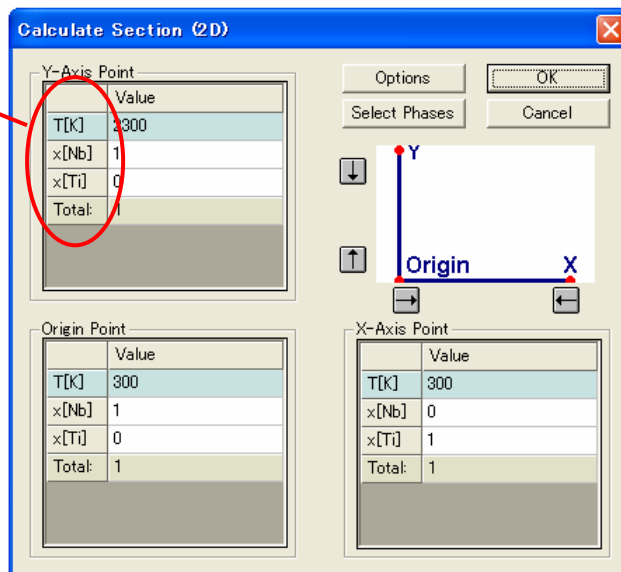 Calculate Section (2D)
Y-Axis Point
Value
T[K] 2300
x[Nb] 1
x[Ti] 0
Total: 1
Options
OK
Select Phases
Cancel
Y
Origin X
Origin Point
Value
T[K] 300
x[Nb] 1
x[Ti] 0
Total: 1
X-Axis Point
Value
T[K] 300
x[Nb] 0
x[Ti] 1
Total: 1